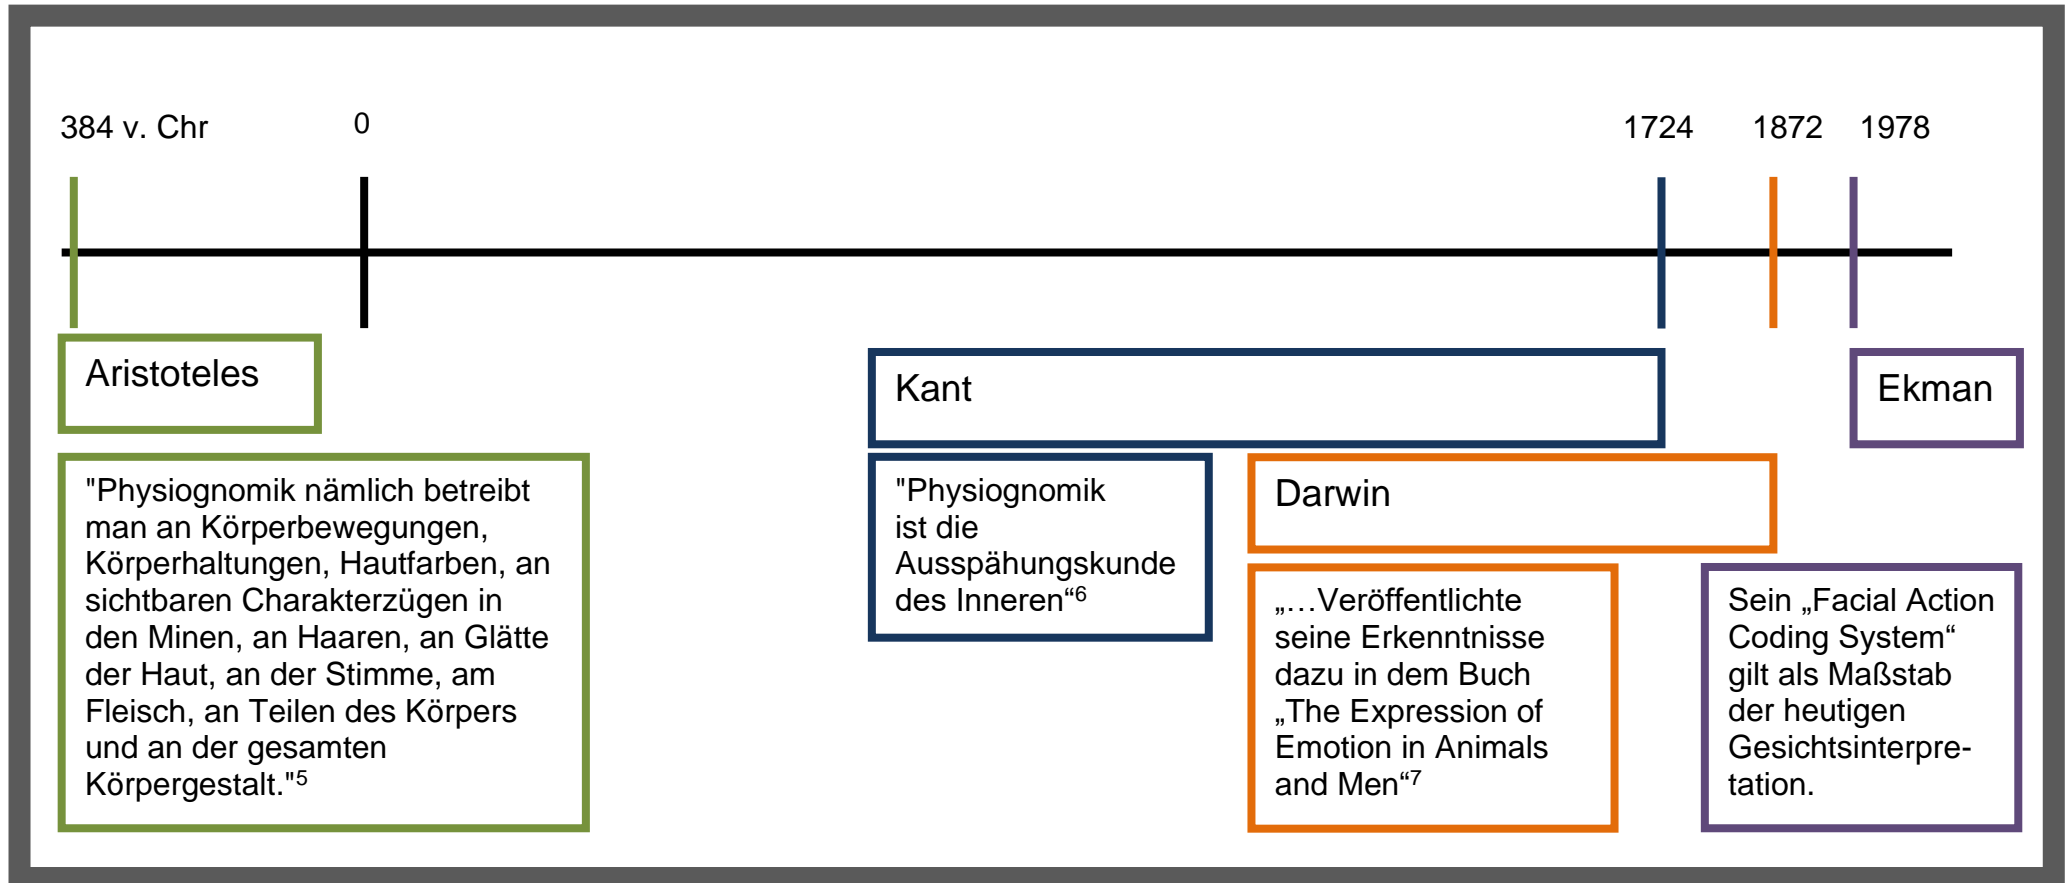 384 v. Chr
0
1724
1872
1978
Aristoteles
"Physiognomik nämlich betreibt
man an Körperbewegungen,
Körperhaltungen, Hautfarben, an
sichtbaren Charakterzügen in
den Minen, an Haaren, an Glätte
der Haut, an der Stimme, am
Fleisch, an Teilen des Körpers
und an der gesamten
Körpergestalt."⁵
Kant
"Physiognomik
ist die
Ausspähungskunde
des Inneren“⁶
Darwin
„…Veröffentlichte
seine Erkenntnisse
dazu in dem Buch
„The Expression of
Emotion in Animals
and Men“⁷
Ekman
Sein „Facial Action
Coding System“
gilt als Maßstab
der heutigen
Gesichtsinterpre-
tation.